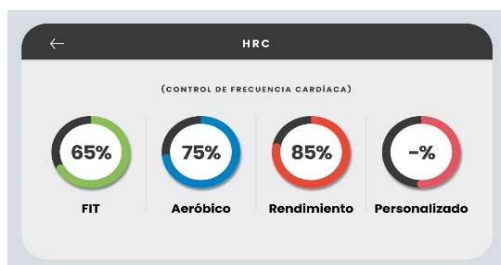 HRC
(CONTROL DE FRECUENCIA CARDÍACA)
65% 75% 85% -%
FIT Aeróbico Rendimiento Personalizado